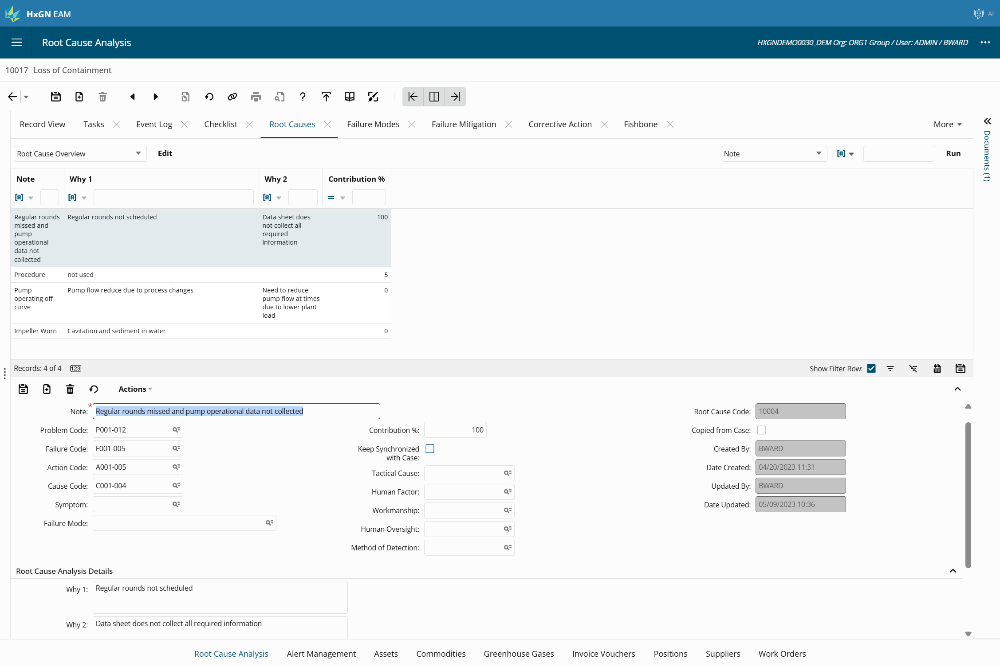 HxGN EAM
AI
Root Cause Analysis
HXGNDEMO0030_DEM Org: ORG1 Group / User: ADMIN / BWARD
10017 Loss of Containment
Record View
Tasks
Event Log
Checklist
Root Causes
Failure Modes
Failure Mitigation
Corrective Action
Fishbone
More
Documents (1)
Root Cause Overview
Edit
Note
[A]
Run
Note
Why 1
Why 2
Contribution %
[A]
[A]
[A]
=
Regular rounds
missed and
pump
operational
data not
collected
Regular rounds not scheduled
Data sheet does
not collect all
required
information
100
Procedure
not used
5
Pump
operating off
curve
Pump flow reduce due to process changes
Need to reduce
pump flow at times
due to lower plant
load
0
Impeller Worn
Cavitation and sediment in water
0
Records: 4 of 4
123
Show Filter Row:
Actions
Note: * Regular rounds missed and pump operational data not collected
Problem Code: P001-012
Failure Code: F001-005
Action Code: A001-005
Cause Code: C001-004
Symptom:
Failure Mode:
Contribution %: 100
Keep Synchronized
with Case:
Tactical Cause:
Human Factor:
Workmanship:
Human Oversight:
Method of Detection:
Root Cause Code: 10004
Copied from Case:
Created By: BWARD
Date Created: 04/20/2023 11:31
Updated By: BWARD
Date Updated: 05/09/2023 10:36
Root Cause Analysis Details
Why 1: Regular rounds not scheduled
Why 2: Data sheet does not collect all required information
Root Cause Analysis
Alert Management
Assets
Commodities
Greenhouse Gases
Invoice Vouchers
Positions
Suppliers
Work Orders